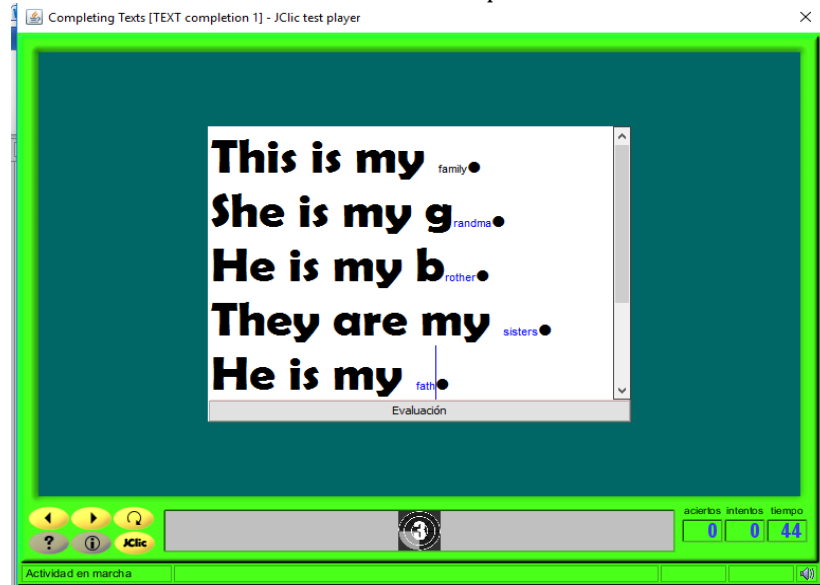 Completing Texts [TEXT completion 1] - JClic test player
This is my family.
She is my grandma.
He is my brother.
They are my sisters.
He is my fath.
Evaluación
aciertos intentos tiempo
0 0 44
? i JClic
Actividad en marcha